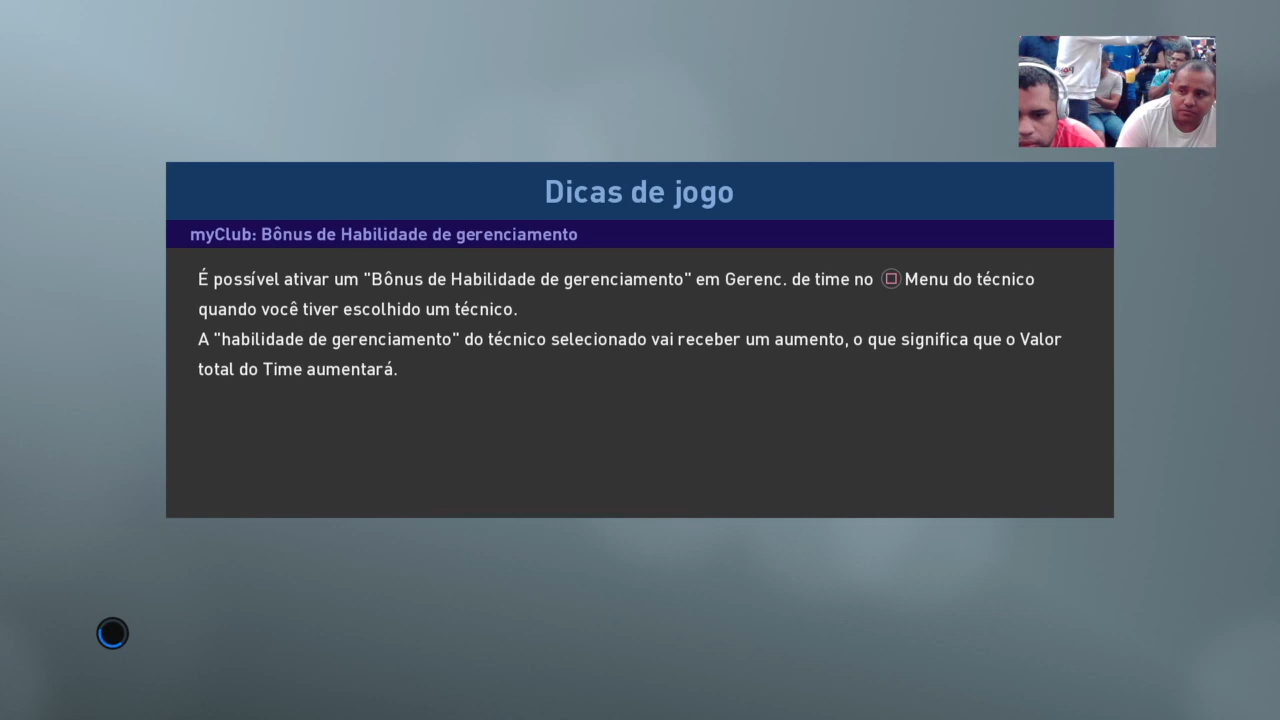 Dicas de jogo
myClub: Bônus de Habilidade de gerenciamento
É possível ativar um "Bônus de Habilidade de gerenciamento" em Gerenc. de time no Menu do técnico
quando você tiver escolhido um técnico.
A "habilidade de gerenciamento" do técnico selecionado vai receber um aumento, o que significa que o Valor
total do Time aumentará.